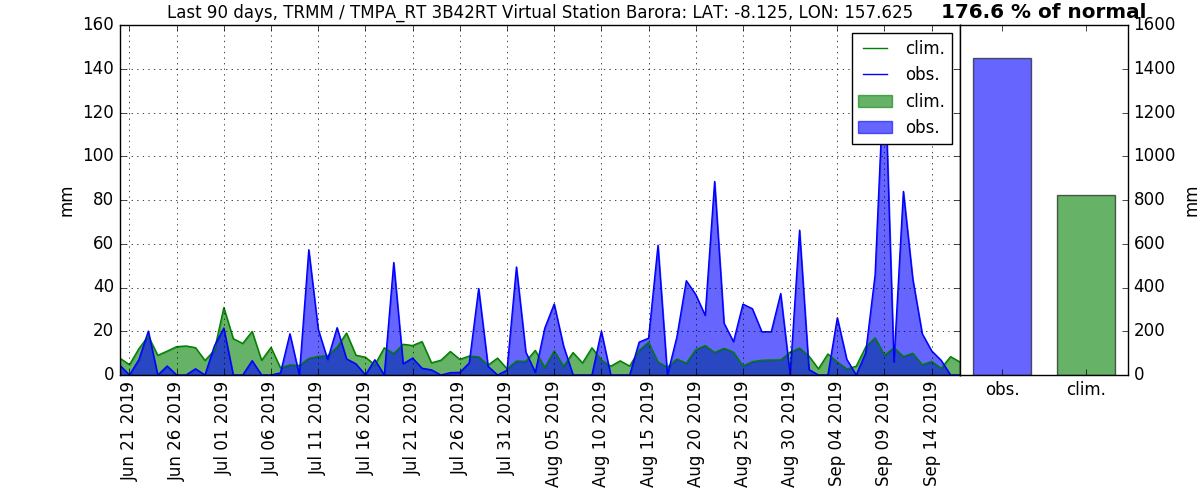 Last 90 days, TRMM / TMPA_RT 3B42RT Virtual Station Barora: LAT: -8.125, LON: 157.625
176.6 % of normal
160
140
120
100
80
60
40
20
0
mm
clim.
obs.
clim.
obs.
1600
1400
1200
1000
800
600
400
200
0
mm
Jun 21 2019
Jun 26 2019
Jul 01 2019
Jul 06 2019
Jul 11 2019
Jul 16 2019
Jul 21 2019
Jul 26 2019
Jul 31 2019
Aug 05 2019
Aug 10 2019
Aug 15 2019
Aug 20 2019
Aug 25 2019
Aug 30 2019
Sep 04 2019
Sep 09 2019
Sep 14 2019
obs.
clim.